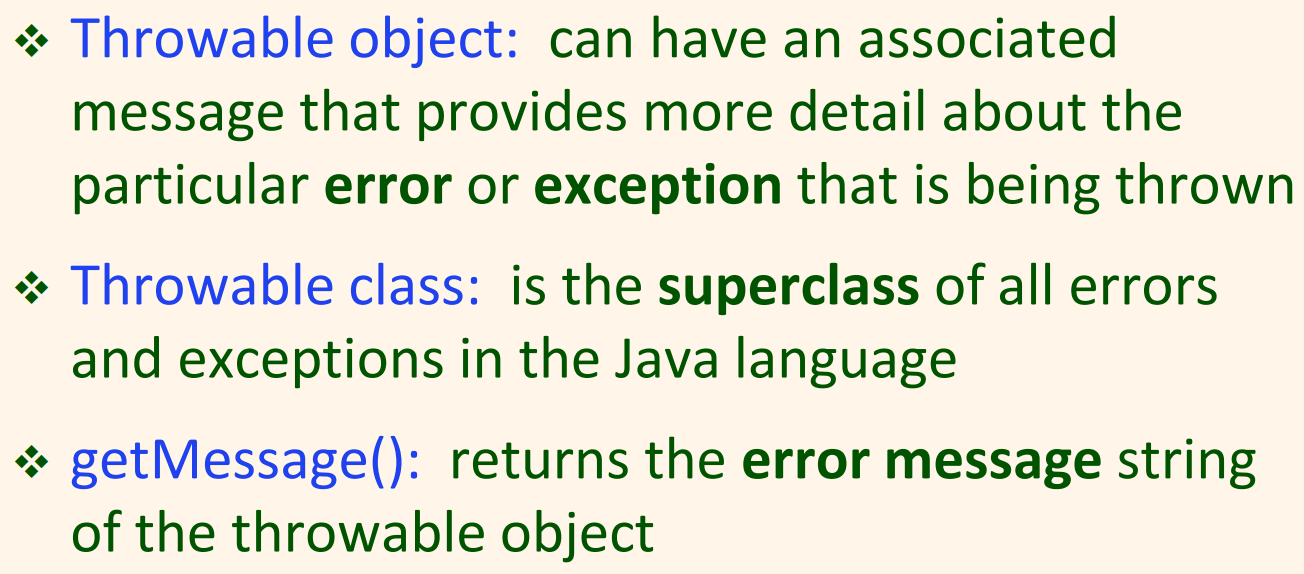 ❖ Throwable object: can have an associated
message that provides more detail about the
particular error or exception that is being thrown
❖ Throwable class: is the superclass of all errors
and exceptions in the Java language
❖ getMessage(): returns the error message string
of the throwable object